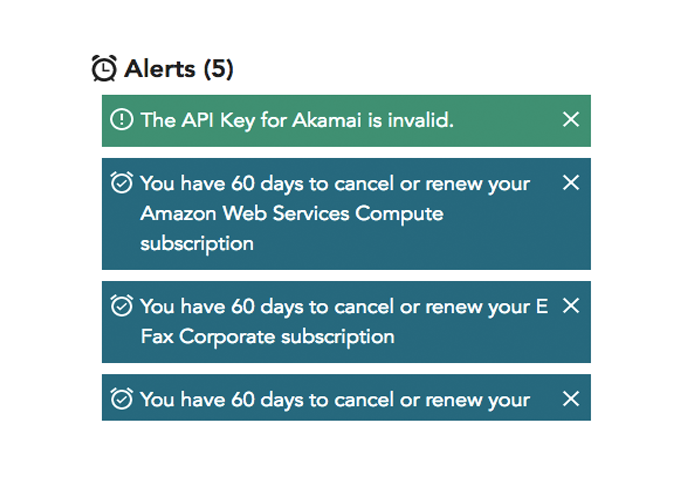 Alerts (5)
The API Key for Akamai is invalid.
You have 60 days to cancel or renew your
Amazon Web Services Compute
subscription
You have 60 days to cancel or renew your E
Fax Corporate subscription
You have 60 days to cancel or renew your